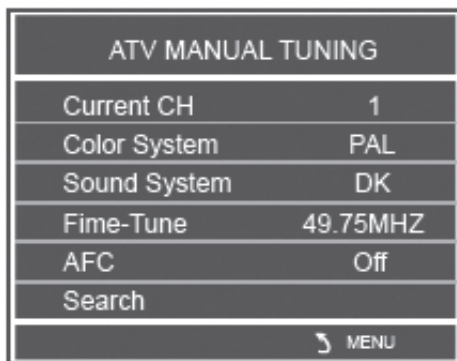 ATV MANUAL TUNING
Current CH 1
Color System PAL
Sound System DK
Fime-Tune 49.75MHZ
AFC Off
Search
MENU